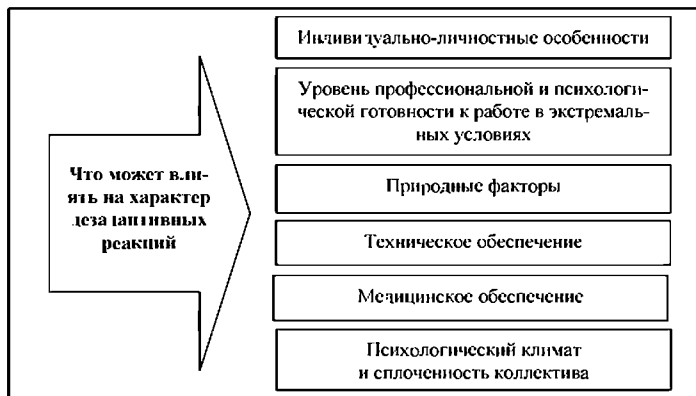 Что может вли-
ять на характер
дезадаптивных
реакций
Индивидуально-личностные особенности
Уровень профессиональной и психологи-
ческой готовности к работе в экстремаль-
ных условиях
Природные факторы
Техническое обеспечение
Медицинское обеспечение
Психологический климат
и сплоченность коллектива